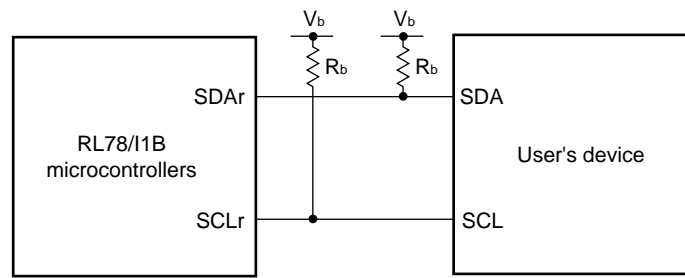 Vb
Vb
Rb
Rb
SDAr
SDA
RL78/I1B
microcontrollers
User's device
SCLr
SCL